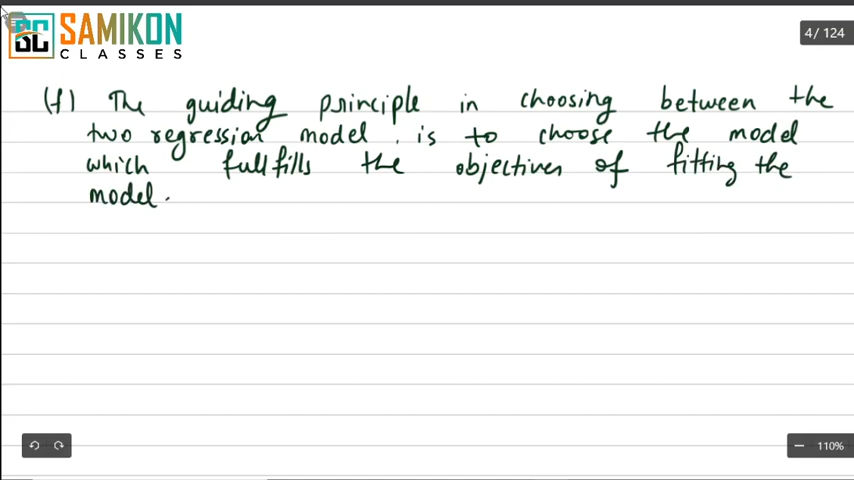 SC SAMIKON
CLASSES
4 / 124
(f) The guiding principle in choosing between the
two regression model . is to choose the model
which fullfills the objectives of fitting the
model.
110%